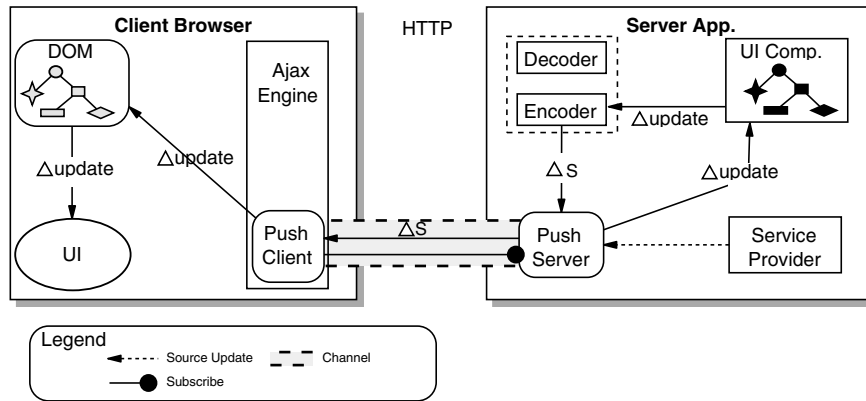 Client Browser
HTTP
Server App.
DOM
Ajax
Engine
Decoder
Encoder
UI Comp.
△update
△update
△update
△S
△update
UI
Push
Client
△S
Push
Server
Service
Provider
Legend
Source Update
Channel
Subscribe